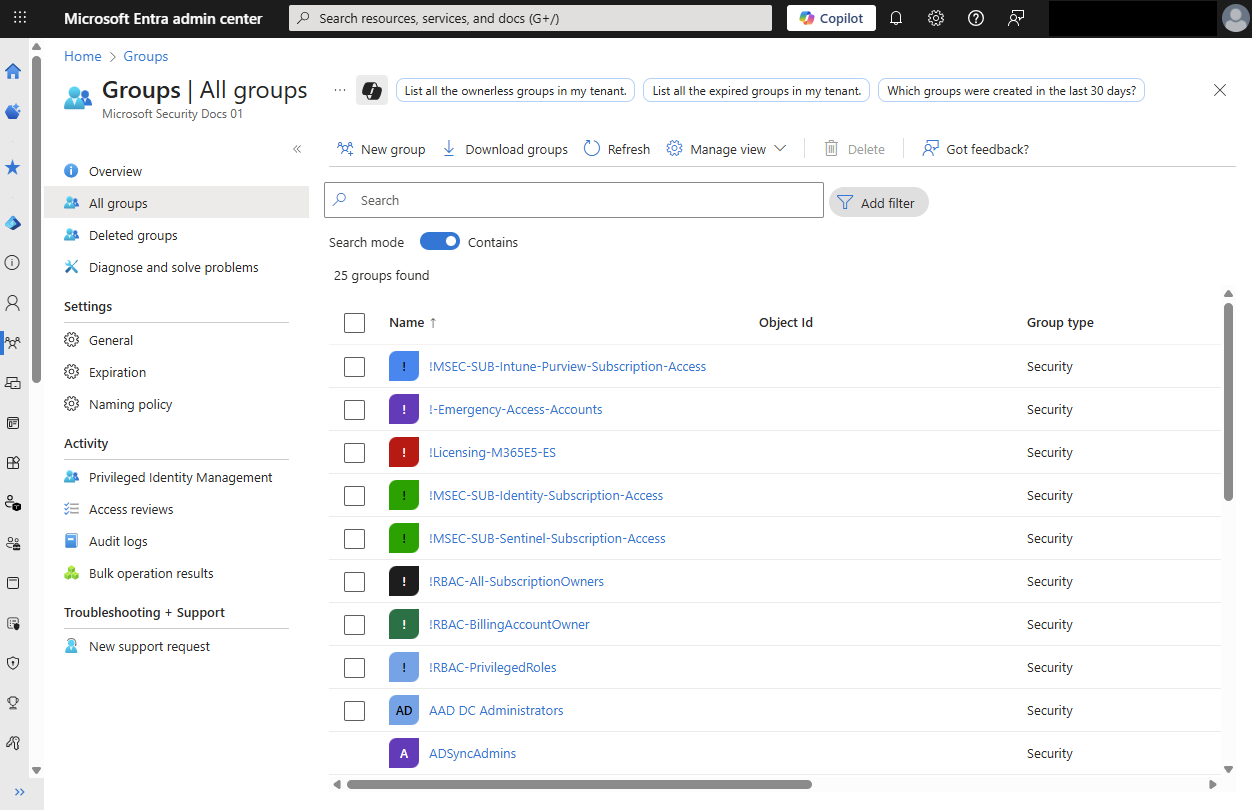 Microsoft Entra admin center
Search resources, services, and docs (G+/)
Copilot
Home > Groups
Groups | All groups
Microsoft Security Docs 01
...
List all the ownerless groups in my tenant.
List all the expired groups in my tenant.
Which groups were created in the last 30 days?
Overview
All groups
Deleted groups
Diagnose and solve problems
Settings
General
Expiration
Naming policy
Activity
Privileged Identity Management
Access reviews
Audit logs
Bulk operation results
Troubleshooting + Support
New support request
New group
Download groups
Refresh
Manage view
Delete
Got feedback?
Search
Add filter
Search mode
Contains
25 groups found
Name ↑ Object Id Group type
! !MSEC-SUB-Intune-Purview-Subscription-Access Security
! !-Emergency-Access-Accounts Security
! !Licensing-M365E5-ES Security
! !MSEC-SUB-Identity-Subscription-Access Security
! !MSEC-SUB-Sentinel-Subscription-Access Security
! !RBAC-All-SubscriptionOwners Security
! !RBAC-BillingAccountOwner Security
! !RBAC-PrivilegedRoles Security
AD AAD DC Administrators Security
A ADSyncAdmins Security